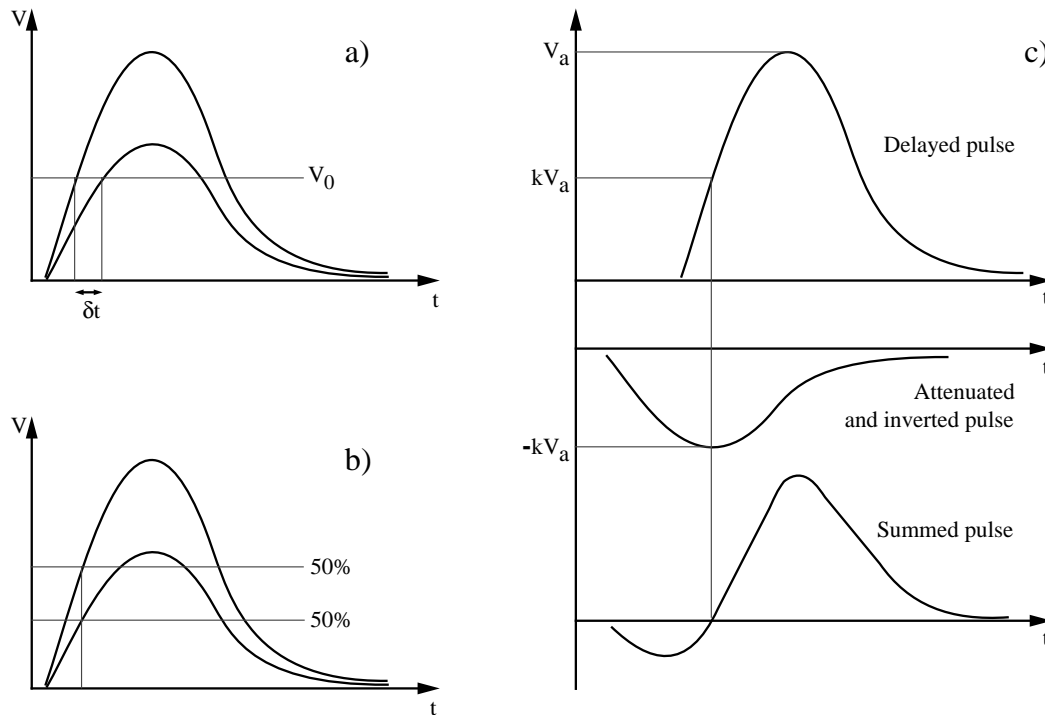 V
a)
V0
t
δt
V
b)
50%
50%
t
c)
Va
Delayed pulse
kVa
t
t
Attenuated
and inverted pulse
-kVa
Summed pulse
t